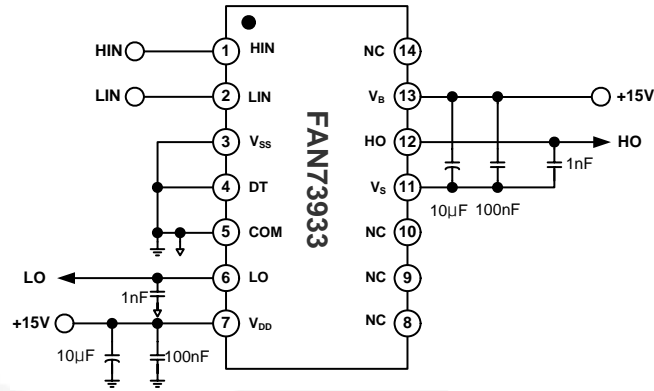 HIN 1 HIN NC 14
LIN 2 LIN VB 13 +15V
3 VSS HO 12 HO
1nF
4 DT VS 11
10μF 100nF
5 COM NC 10
LO 6 LO NC 9
1nF
+15V 7 VDD NC 8
10μF 100nF
FAN73933